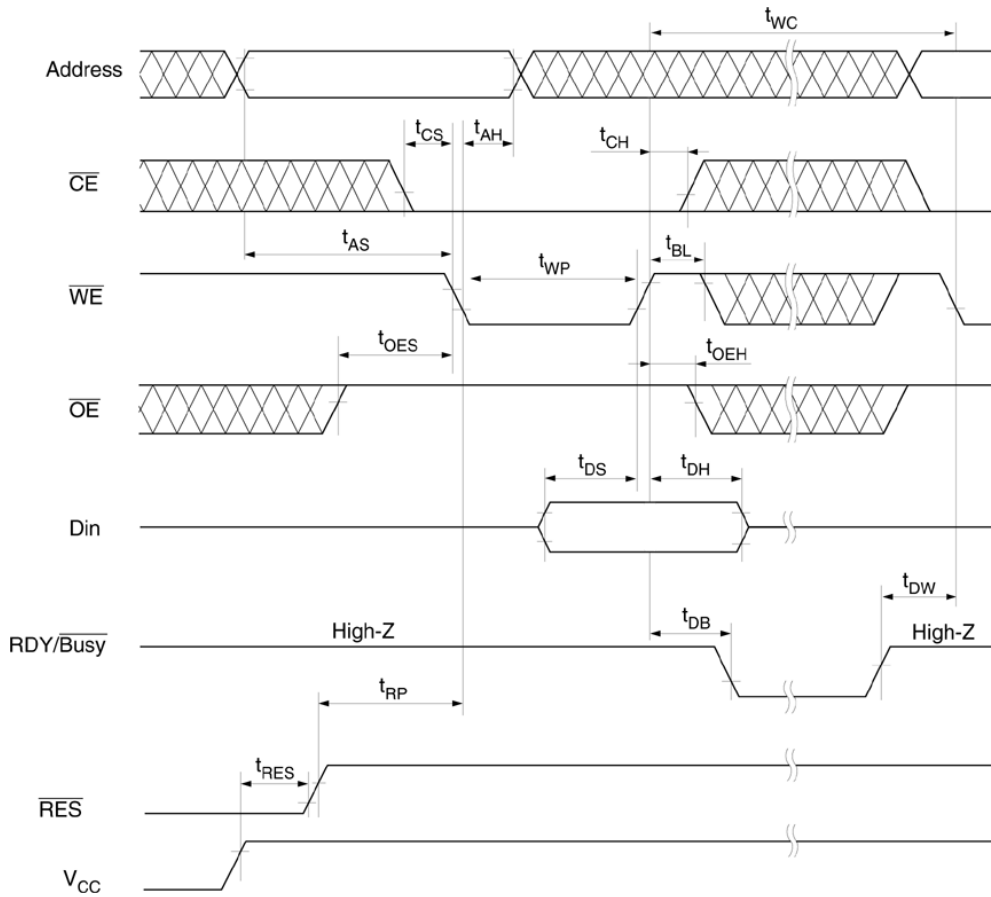 tWC
Address
tCS
tAH
tCH
CE
tAS
tWP
tBL
WE
tOES
tOEH
OE
tDS
tDH
Din
tDW
High-Z
tDB
High-Z
RDY/Busy
tRP
tRES
RES
VCC